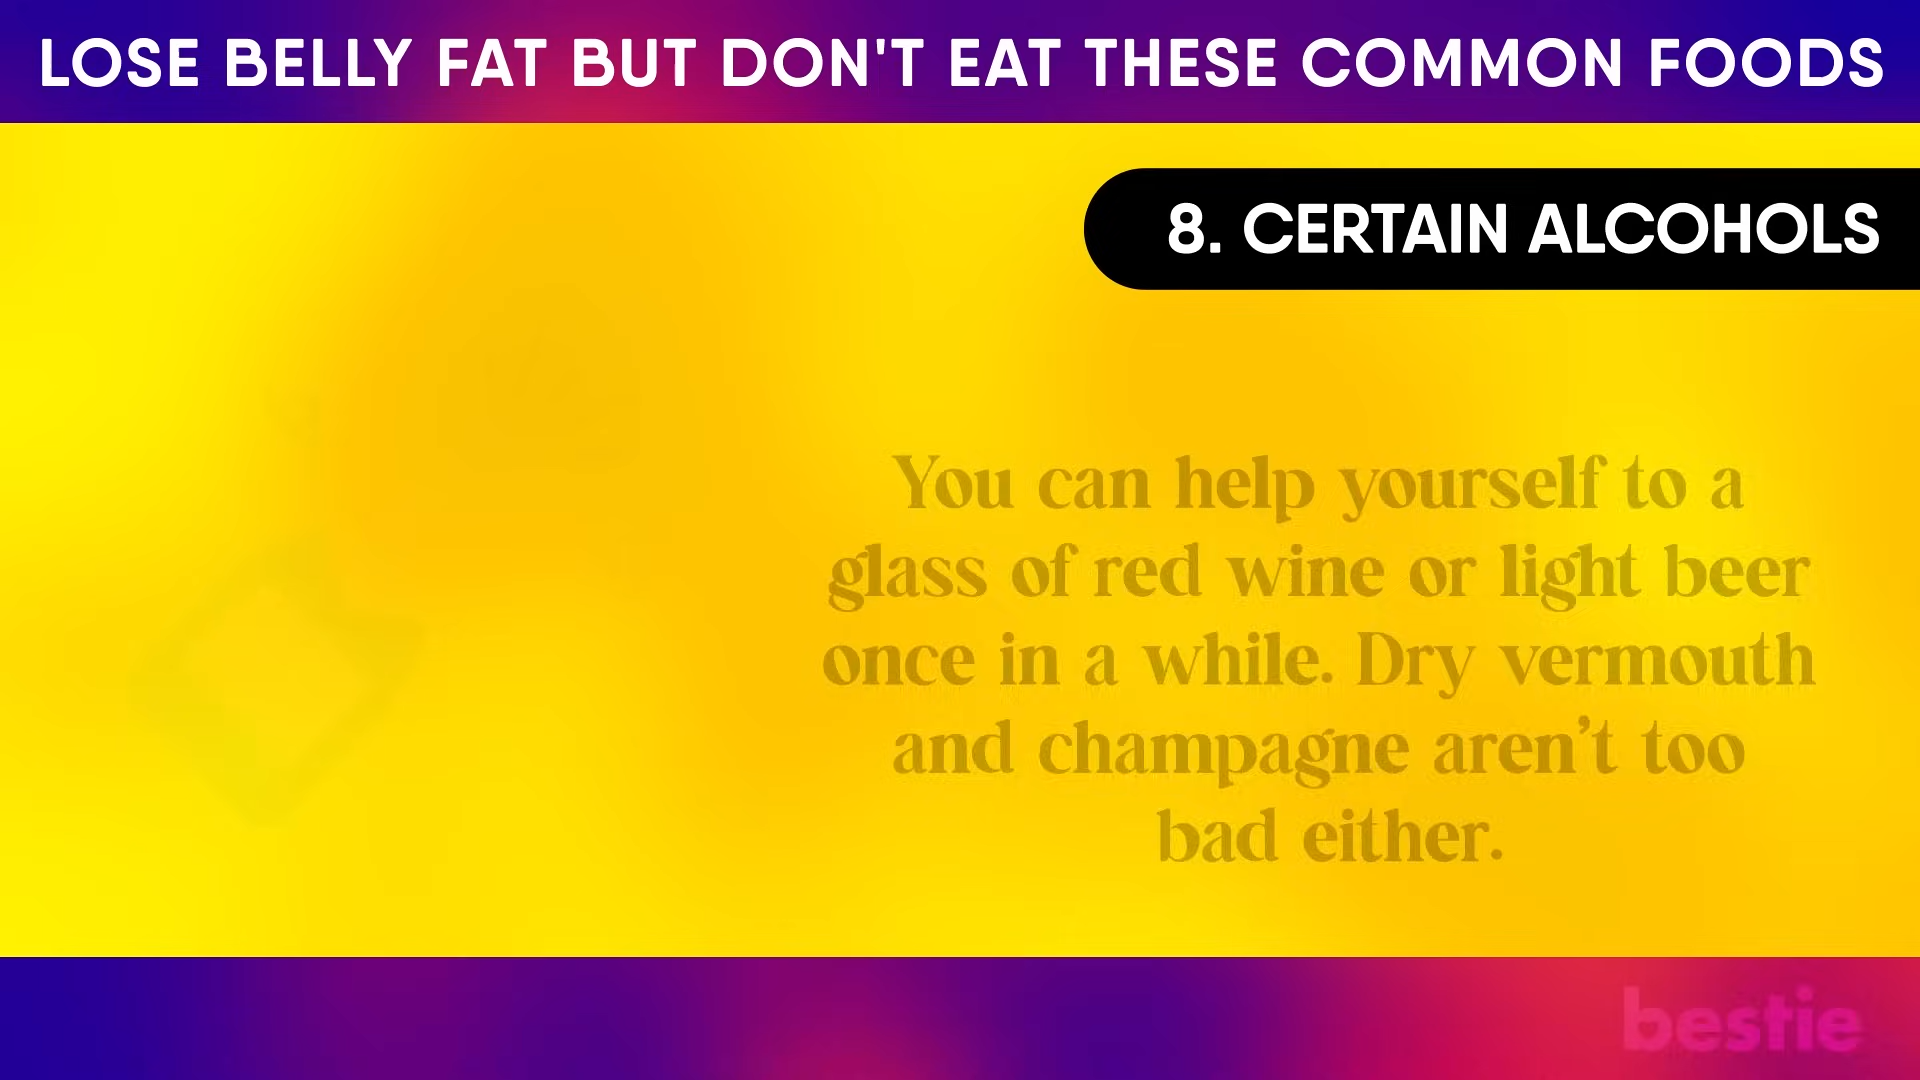 LOSE BELLY FAT BUT DON'T EAT THESE COMMON FOODS
8. CERTAIN ALCOHOLS
You can help yourself to a
glass of red wine or light beer
once in a while. Dry vermouth
and champagne aren’t too
bad either.
bestie